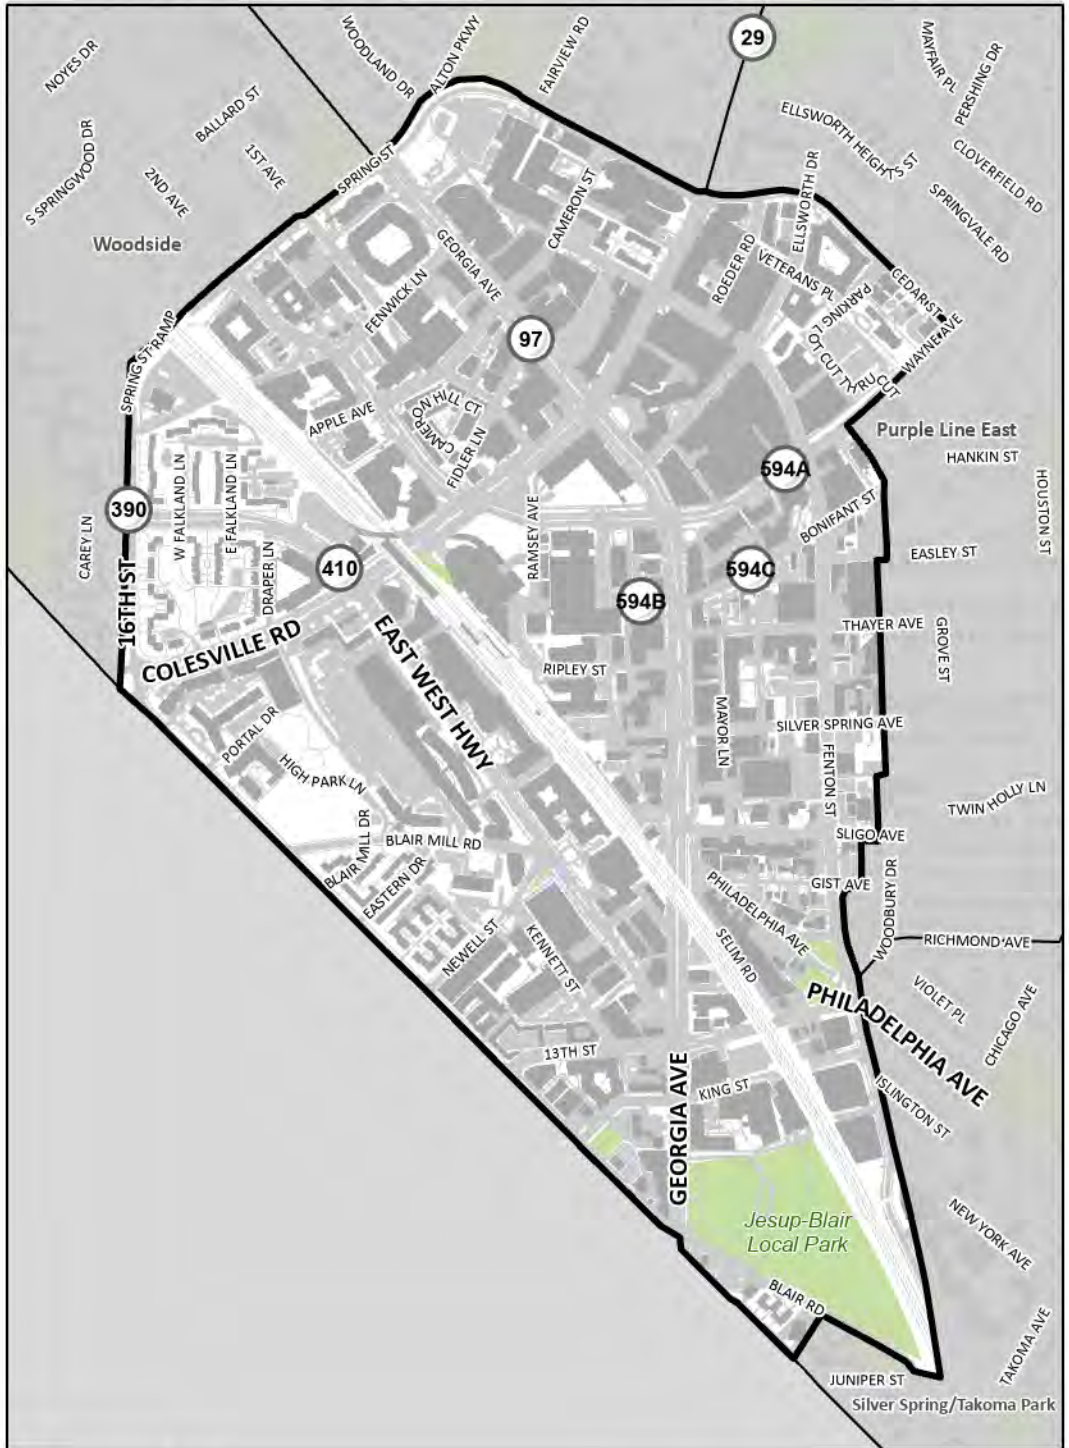 WOODLAND DR
ALTON PKWY
FAIRVIEW RD
29
MAYFAIR PL
PERSHING DR
NOYES DR
BALLARD ST
ELLSWORTH HEIGHTS ST
CLOVERFIELD RD
S SPRINGWOOD DR
2ND AVE
1ST AVE
SPRING ST
CAMERON ST
ELLSWORTH DR
SPRINGVALE RD
Woodside
GEORGIA AVE
ROEDER RD
VETERANS PL
CEDAR ST
FENWICK LN
PARKING LOT CUT THRU
CUT
WAYNE AVE
SPRING ST-RAMP
97
APPLE AVE
CAMERON HILL CT
FIDLER LN
Purple Line East
HANKIN ST
594A
HOUSTON ST
390
W FALKLAND LN
E FALKLAND LN
RAMSEY AVE
BONIFANT ST
CAREY LN
DRAPER LN
410
594C
594B
EASLEY ST
16TH ST
COLESVILLE RD
EAST WEST HWY
THAYER AVE
GROVE ST
RIPLEY ST
PORTAL DR
MAYOR LN
SILVER SPRING AVE
HIGH PARK LN
FENTON ST
TWIN HOLLY LN
BLAIR MILL DR
BLAIR MILL RD
SLIGO AVE
EASTERN DR
GIST AVE
WOODBURY DR
PHILADELPHIA AVE
NEWELL ST
KENNETT ST
SELIM RD
RICHMOND AVE
VIOLET PL
PHILADELPHIA AVE
CHICAGO AVE
13TH ST
KING ST
ISLINGTON ST
GEORGIA AVE
Jesup-Blair
Local Park
NEW YORK AVE
BLAIR RD
TAKOMA AVE
JUNIPER ST
Silver Spring/Takoma Park